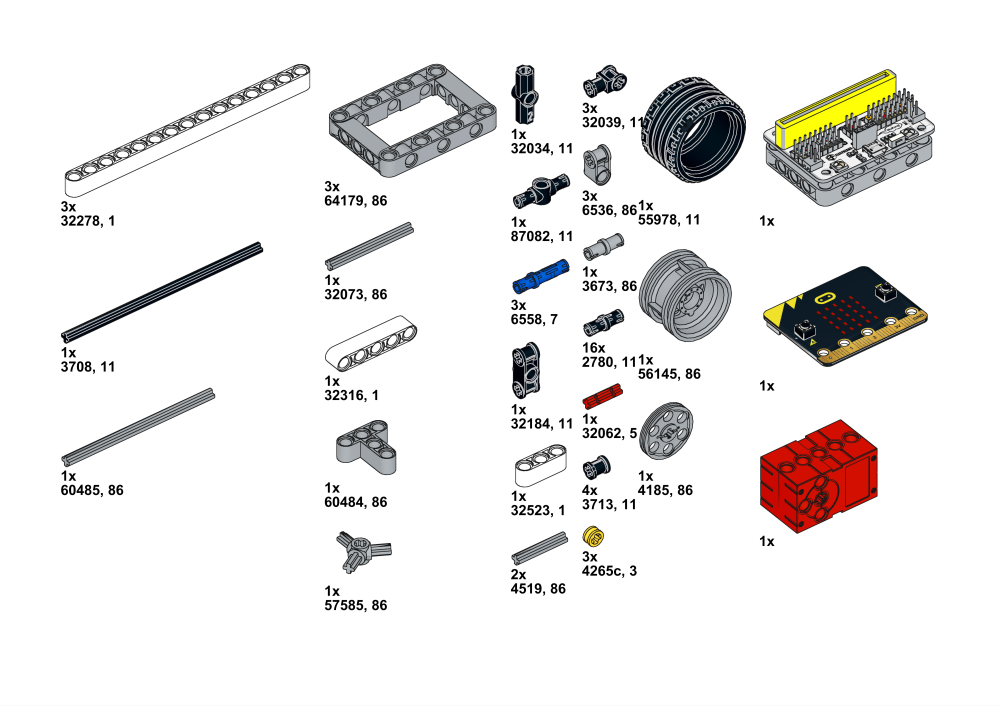 3x
32278, 1
1x
3708, 11
1x
60485, 86
3x
64179, 86
1x
32073, 86
1x
32316, 1
1x
60484, 86
1x
57585, 86
1x
32034, 11
1x
87082, 11
3x
6558, 7
1x
32184, 11
1x
32523, 1
2x
4519, 86
3x
32039, 11
3x
6536, 86
1x
3673, 86
16x
2780, 11
1x
32062, 5
4x
3713, 11
3x
4265c, 3
1x
55978, 11
1x
56145, 86
1x
4185, 86
1x
1x
1x